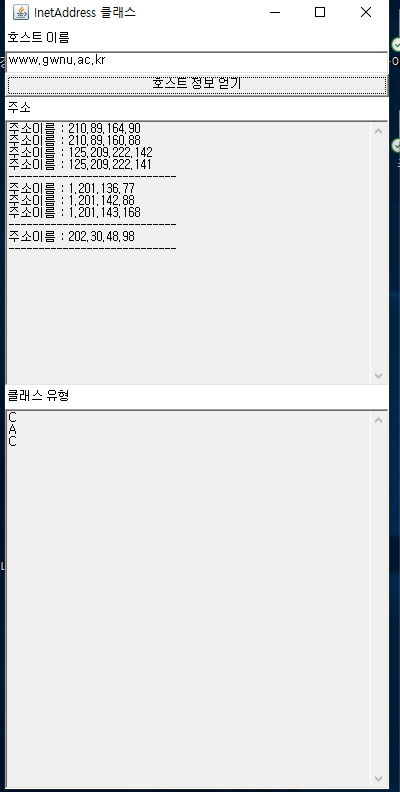 InetAddress 클래스
호스트 이름
www.gwnu.ac.kr
호스트 정보 얻기
주소
주소이름 : 210.89.164.90
주소이름 : 210.89.160.88
주소이름 : 125.209.222.142
주소이름 : 125.209.222.141
----------------------------
주소이름 : 1.201.136.77
주소이름 : 1.201.142.88
주소이름 : 1.201.143.168
----------------------------
주소이름 : 202.30.48.98
----------------------------
클래스 유형
C
A
C